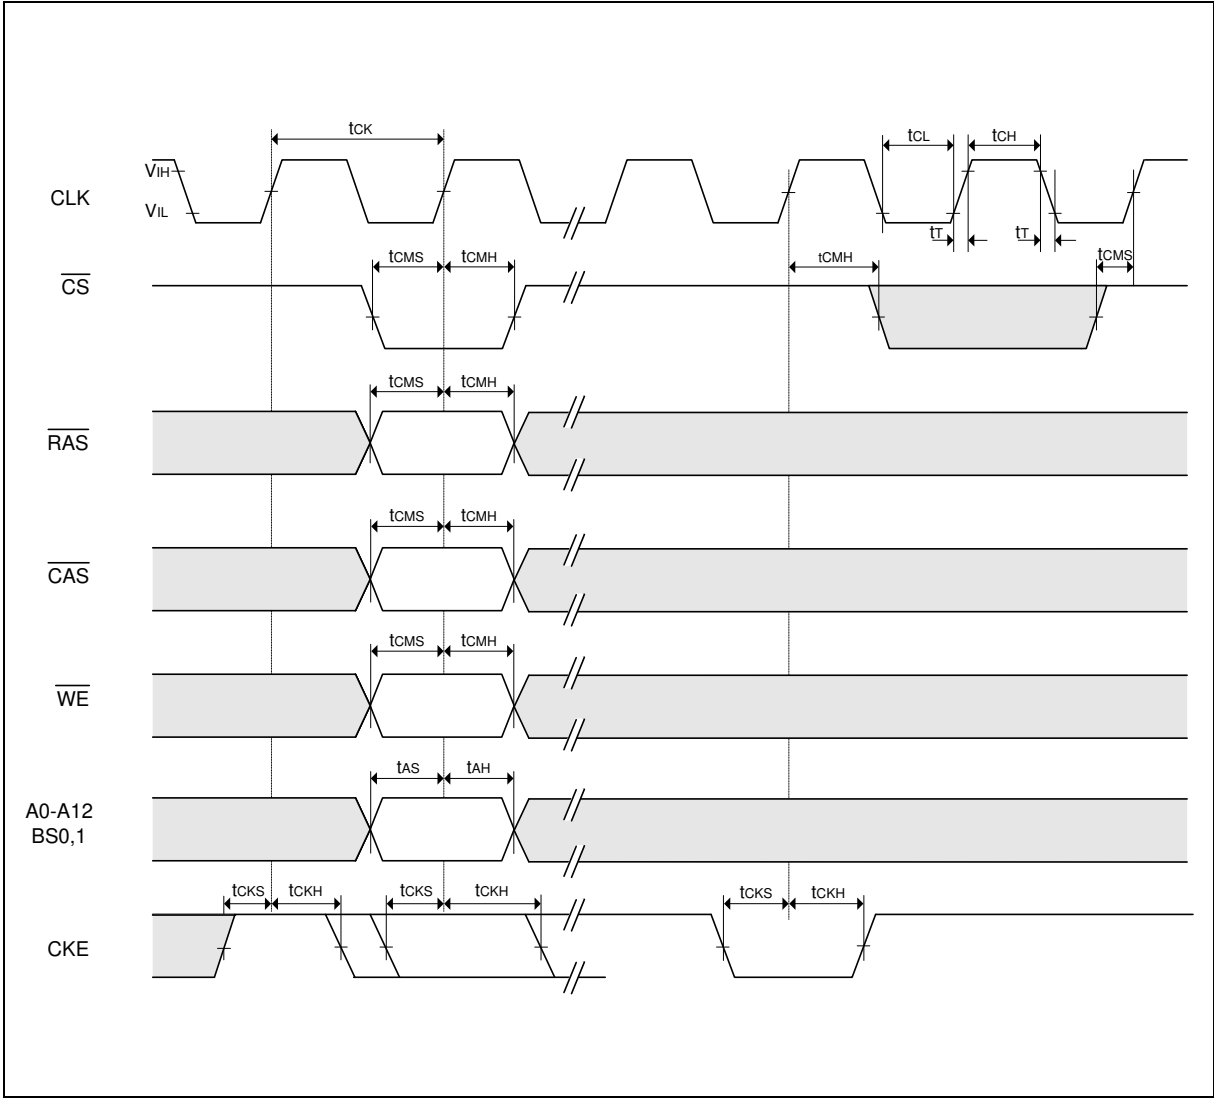 tCK
tCL
tCH
VIH
CLK
VIL
tT
tT
tCMS
tCMH
tCMH
tCMS
CS
tCMS
tCMH
RAS
tCMS
tCMH
CAS
tCMS
tCMH
WE
tAS
tAH
A0-A12
BS0,1
tCKS
tCKH
tCKS
tCKH
tCKS
tCKH
CKE